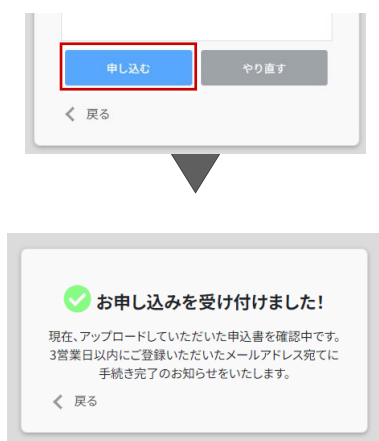 申し込む やり直す
戻る
お申し込みを受け付けました!
現在、アップロードしていただいた申込書を確認中です。
3営業日以内にご登録いただいたメールアドレス宛てに
手続き完了のお知らせをいたします。
戻る